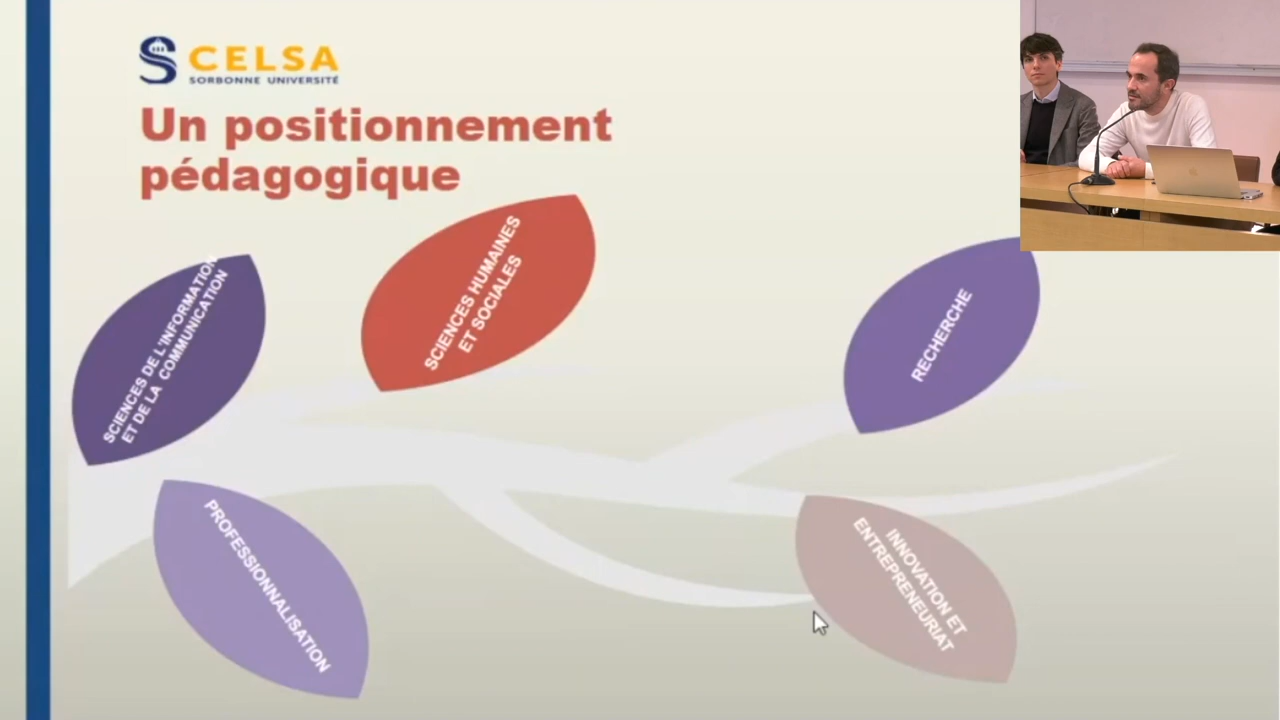 CELSA
SORBONNE UNIVERSITÉ
Un positionnement
pédagogique
SCIENCES DE L'INFORMATION
ET DE LA COMMUNICATION
SCIENCES HUMAINES
ET SOCIALES
RECHERCHE
PROFESSIONNALISATION
INNOVATION ET
ENTREPRENEURIAT